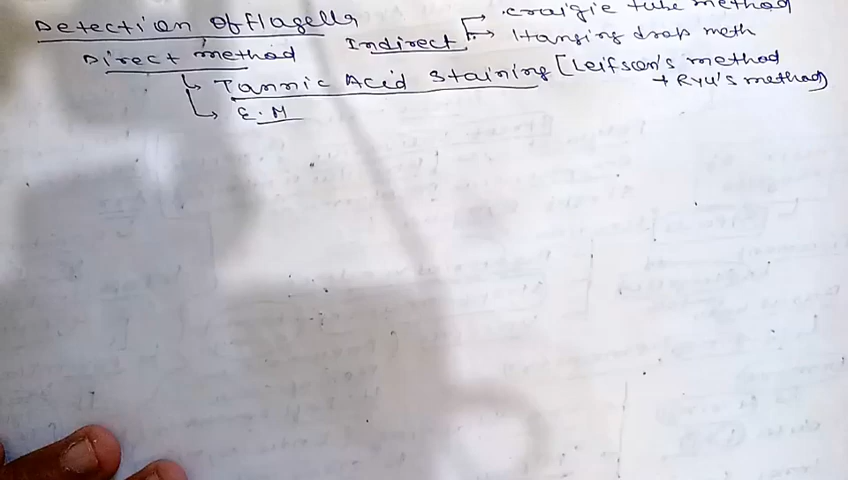 Detection of flagella
Direct method
Indirect → craigie tube method
→ Hanging drop meth
→ Tannic Acid Staining [Leifson's method
+ Ryu's method)
→ E.M